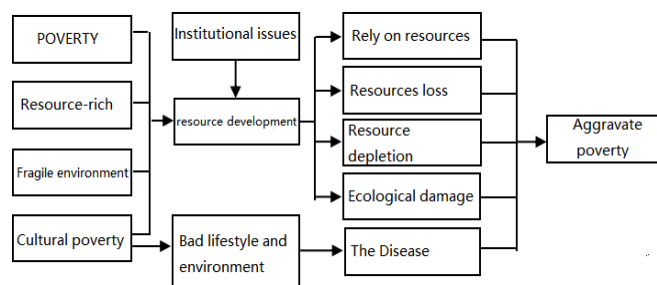 POVERTY
Resource-rich
Fragile environment
Cultural poverty
Institutional issues
resource development
Bad lifestyle and
environment
Rely on resources
Resources loss
Resource
depletion
Ecological damage
The Disease
Aggravate
poverty